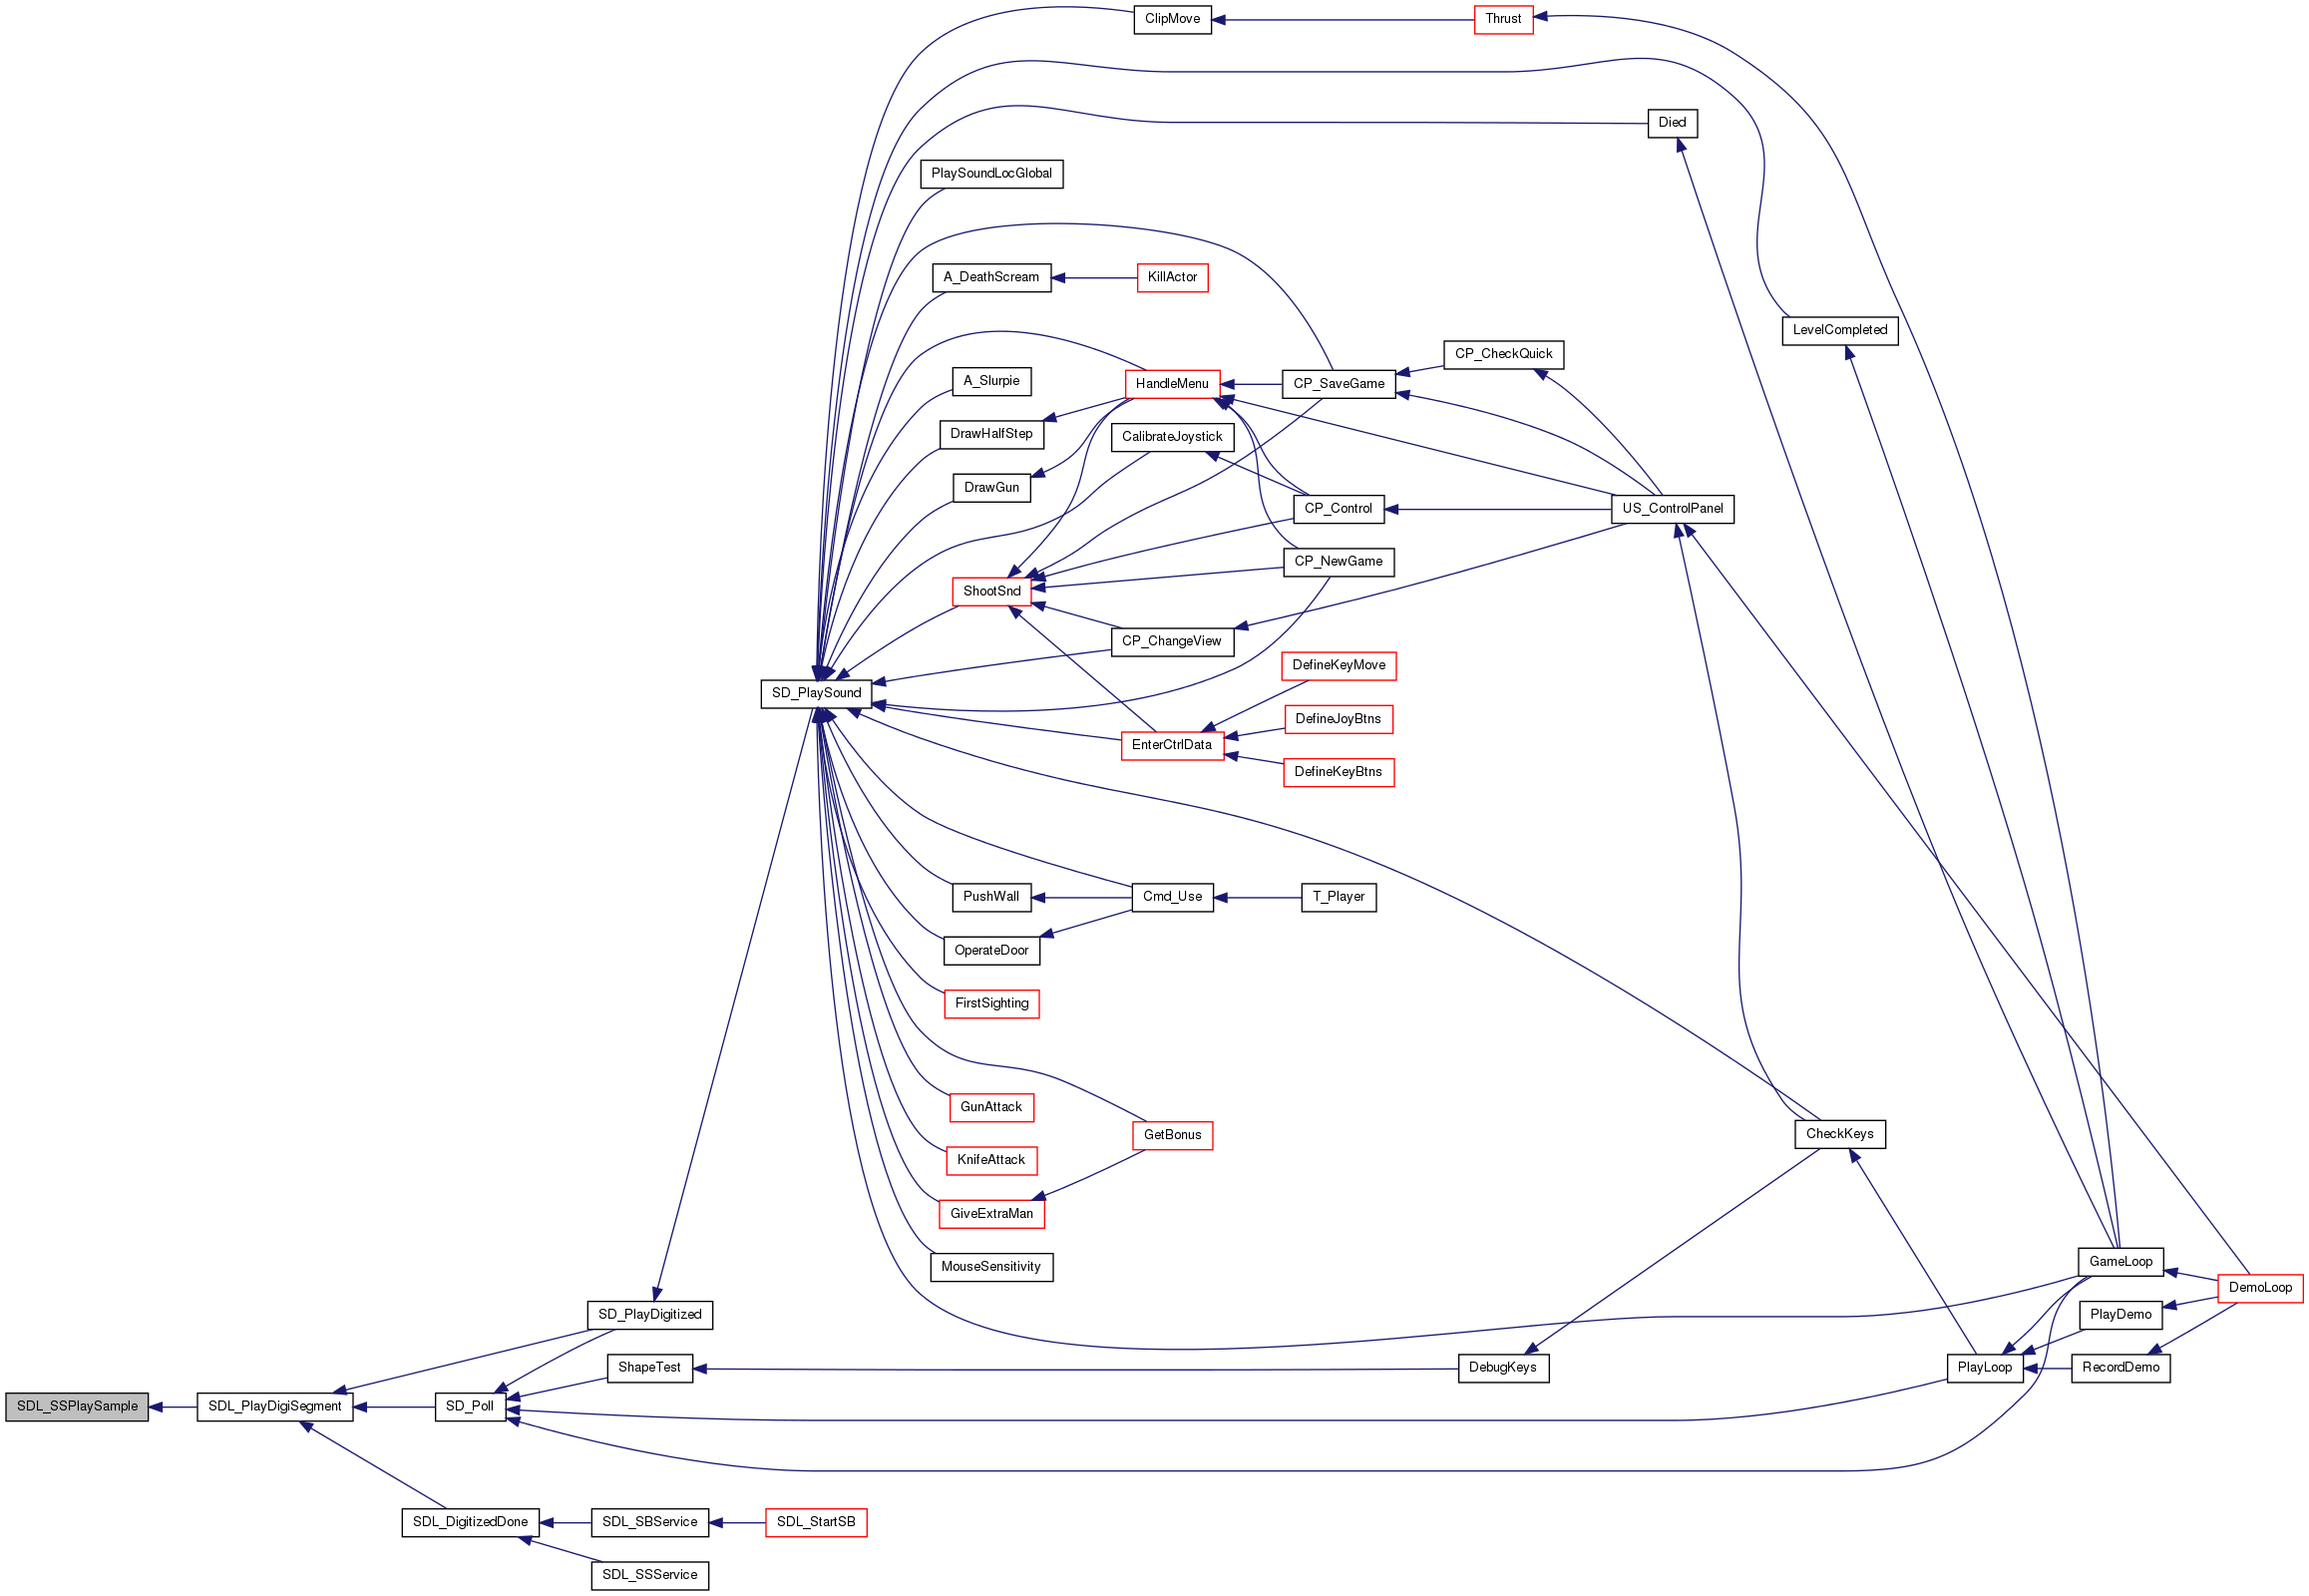 ClipMove
Thrust
Died
PlaySoundLocGlobal
A_DeathScream
KillActor
LevelCompleted
CP_CheckQuick
A_Slurpie
HandleMenu
CP_SaveGame
DrawHalfStep
CalibrateJoystick
DrawGun
CP_Control
US_ControlPanel
CP_NewGame
ShootSnd
CP_ChangeView
DefineKeyMove
SD_PlaySound
DefineJoyBtns
EnterCtrlData
DefineKeyBtns
PushWall
Cmd_Use
T_Player
OperateDoor
FirstSighting
GunAttack
GetBonus
CheckKeys
KnifeAttack
GiveExtraMan
MouseSensitivity
GameLoop
DemoLoop
SD_PlayDigitized
PlayDemo
ShapeTest
DebugKeys
PlayLoop
RecordDemo
SDL_SSPlaySample
SDL_PlayDigiSegment
SD_Poll
SDL_DigitizedDone
SDL_SBService
SDL_StartSB
SDL_SSService